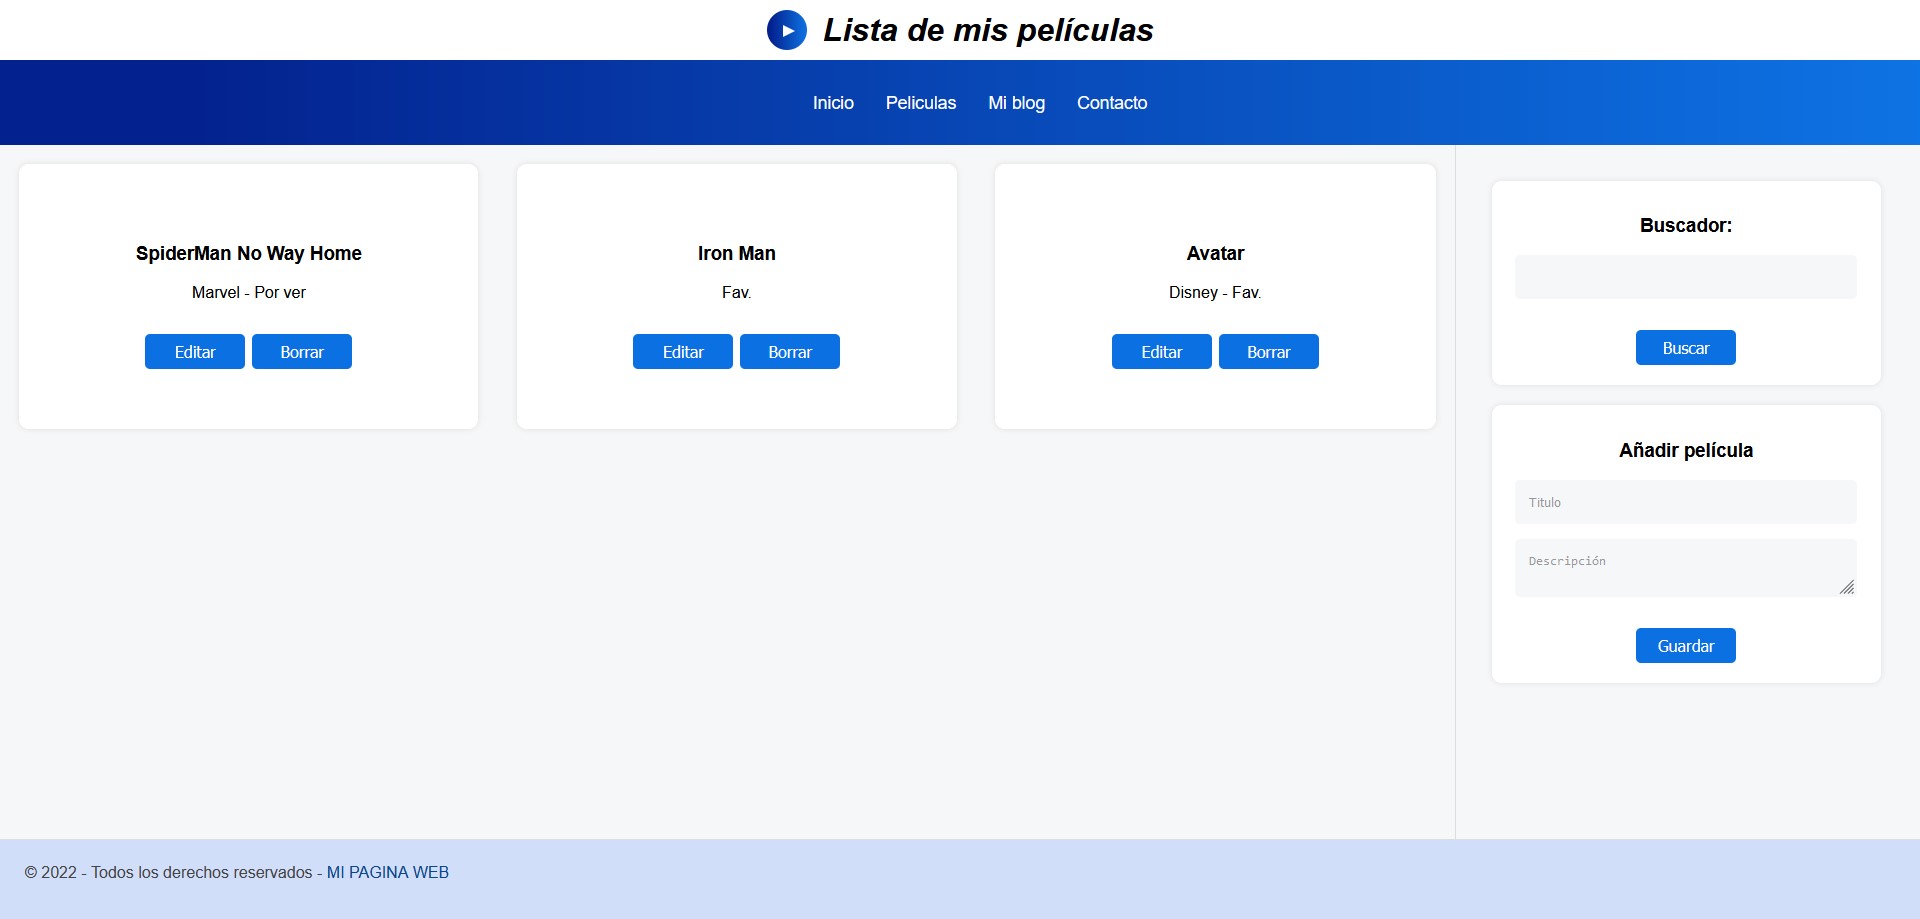 Lista de mis películas
Inicio Peliculas Mi blog Contacto
SpiderMan No Way Home
Marvel - Por ver
Editar Borrar
Iron Man
Fav.
Editar Borrar
Avatar
Disney - Fav.
Editar Borrar
Buscador:
Buscar
Añadir película
Titulo
Descripción
Guardar
© 2022 - Todos los derechos reservados - MI PAGINA WEB